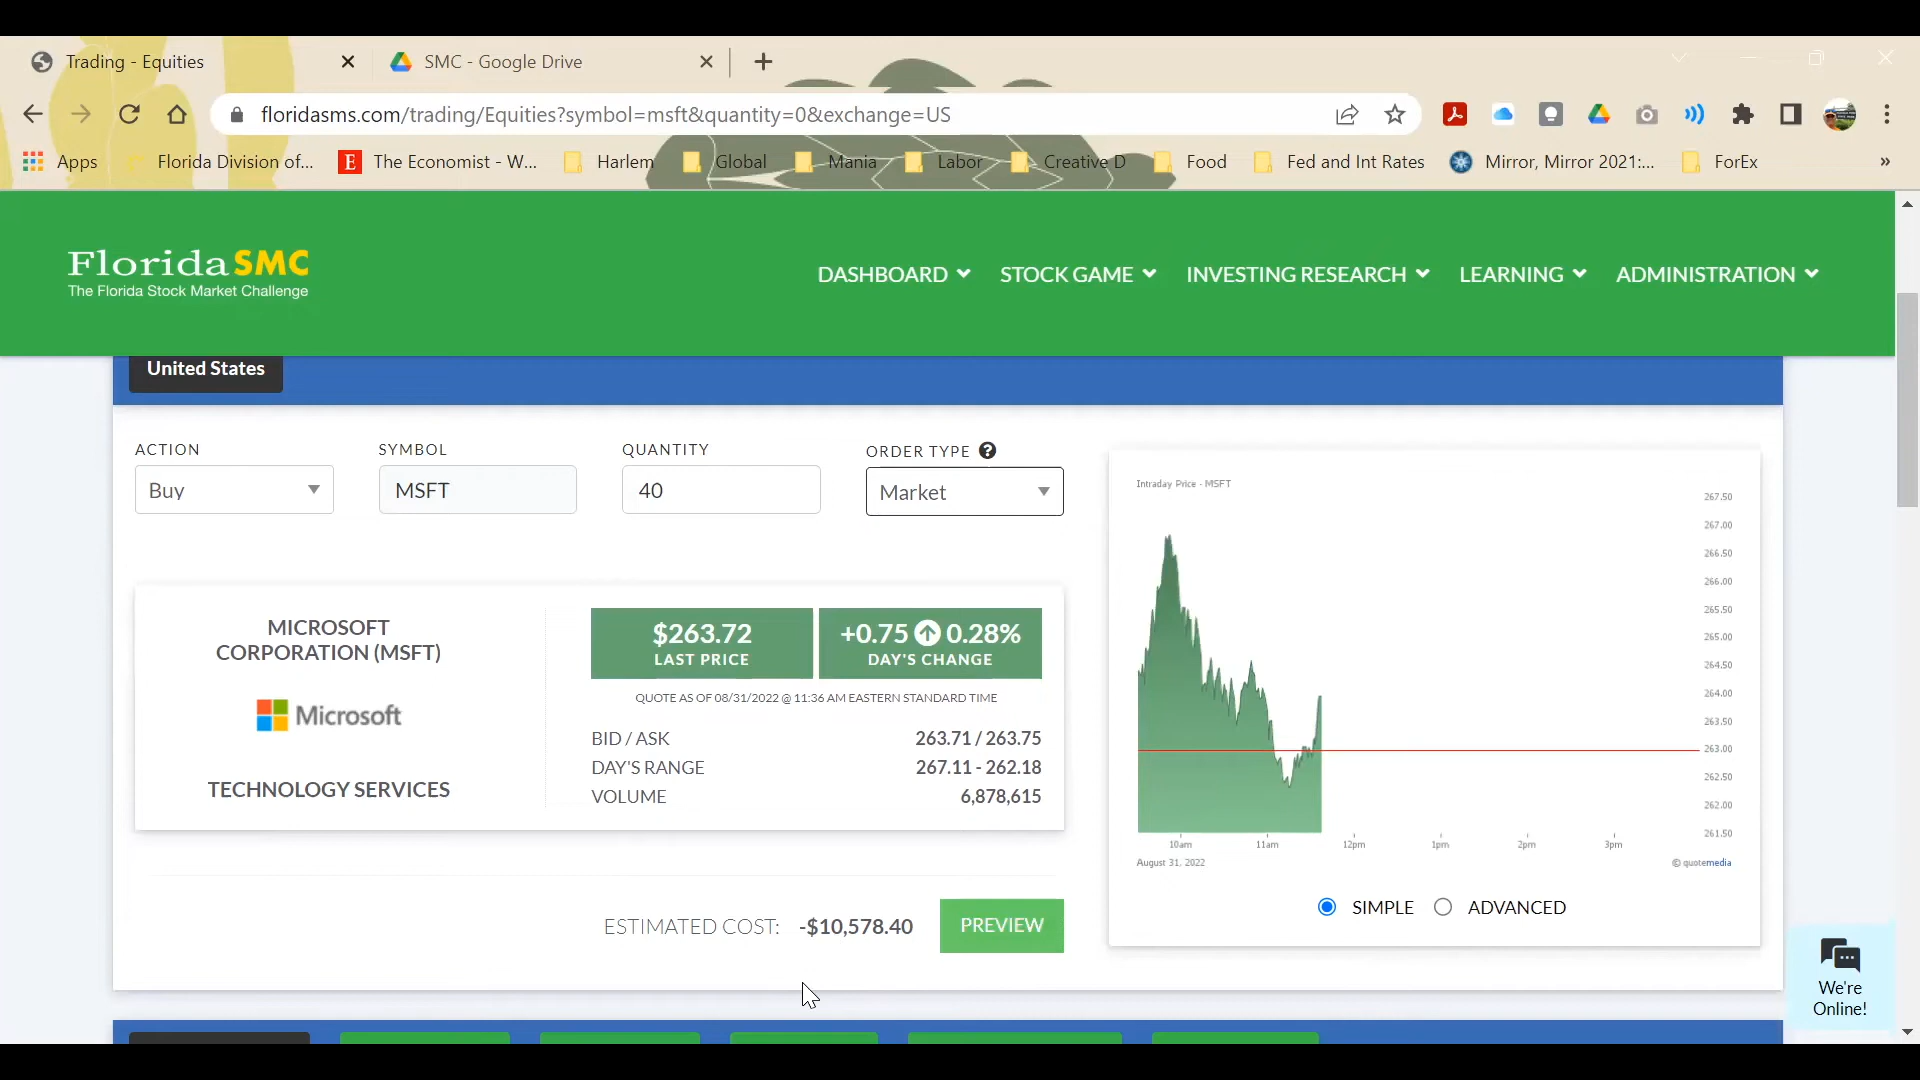 Trading - Equities
SMC - Google Drive
floridasms.com/trading/Equities?symbol=msft&quantity=0&exchange=US
Apps
Florida Division of...
The Economist - W...
Harlem
Global
Mania
Labor
Creative D
Food
Fed and Int Rates
Mirror, Mirror 2021:...
ForEx
»
Florida SMC
The Florida Stock Market Challenge
DASHBOARD
STOCK GAME
INVESTING RESEARCH
LEARNING
ADMINISTRATION
United States
ACTION
SYMBOL
QUANTITY
ORDER TYPE ?
Buy
MSFT
40
Market
MICROSOFT
CORPORATION (MSFT)
Microsoft
TECHNOLOGY SERVICES
$263.72
LAST PRICE
+0.75 0.28%
DAY'S CHANGE
QUOTE AS OF 08/31/2022 @ 11:36 AM EASTERN STANDARD TIME
BID / ASK 263.71 / 263.75
DAY'S RANGE 267.11 - 262.18
VOLUME 6,878,615
ESTIMATED COST: -$10,578.40
PREVIEW
Intraday Price - MSFT
267.50
267.00
266.50
266.00
265.50
265.00
264.50
264.00
263.50
263.00
262.50
262.00
261.50
10am 11am 12pm 1pm 2pm 3pm
August 31, 2022
© quotemedia
SIMPLE
ADVANCED
We're
Online!